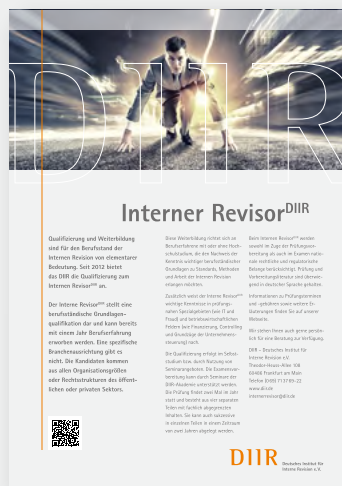 DIIR
Interner Revisor DIIR
Qualifizierung und Weiterbildung
sind für den Berufsstand der
Internen Revision von elementarer
Bedeutung. Seit 2012 bietet
das DIIR die Qualifizierung zum
Internen Revisor DIIR an.
Der Interne Revisor DIIR stellt eine
berufsständische Grundlagen-
qualifikation dar und kann bereits
mit einem Jahr Berufserfahrung
erworben werden. Eine spezifische
Branchenausrichtung gibt es
nicht. Die Kandidaten kommen
aus allen Organisationsgrößen
oder Rechtsstrukturen des öffent-
lichen oder privaten Sektors.
Diese Weiterbildung richtet sich an
Berufserfahrene mit oder ohne Hoch-
schulstudium, die den Nachweis der
Kenntnis wichtiger berufsständischer
Grundlagen zu Standards, Methoden
und Arbeit der Internen Revision
erlangen möchten.
Zusätzlich weist der Interne Revisor DIIR
wichtige Kenntnisse in prüfungs-
nahen Spezialgebieten (wie IT und
Fraud) und betriebswirtschaftlichen
Feldern (wie Finanzierung, Controlling
und Grundzüge der Unternehmens-
steuerung) nach.
Die Qualifizierung erfolgt im Selbst-
studium bzw. durch Nutzung von
Seminarangeboten. Die Examensvor-
bereitung kann durch Seminare der
DIIR-Akademie unterstützt werden.
Die Prüfung findet zwei Mal im Jahr
statt und besteht aus vier separaten
Teilen mit fachlich abgegrenzten
Inhalten. Sie kann auch sukzessive
in einzelnen Teilen in einem Zeitraum
von zwei Jahren abgelegt werden.
Beim Internen Revisor DIIR werden
sowohl im Zuge der Prüfungsvor-
bereitung als auch im Examen natio-
nale rechtliche und regulatorische
Belange berücksichtigt. Prüfung und
Vorbereitungsliteratur sind überwie-
gend in deutscher Sprache gehalten.
Informationen zu Prüfungsterminen
und -gebühren sowie weitere Er-
läuterungen finden Sie auf unserer
Webseite.
Wir stehen Ihnen auch gerne persön-
lich für eine Beratung zur Verfügung.
DIIR – Deutsches Institut für
Interne Revision e.V.
Theodor-Heuss-Allee 108
60486 Frankfurt am Main
www.diir.de
internerrevisor@diir.de
DIIR
Deutsches Institut für
Interne Revision e.V.